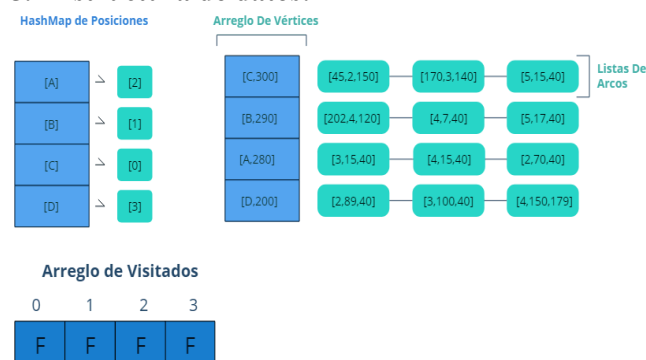 HashMap de Posiciones
Arreglo De Vértices
[A] [2]
[B] [1]
[C] [0]
[D] [3]
[C,300] [45,2,150] [170,3,140] [5,15,40]
[B,290] [202,4,120] [4,7,40] [5,17,40]
[A,280] [3,15,40] [4,15,40] [2,70,40]
[D,200] [2,89,40] [3,100,40] [4,150,179]
Listas De
Arcos
Arreglo de Visitados
0 1 2 3
F F F F